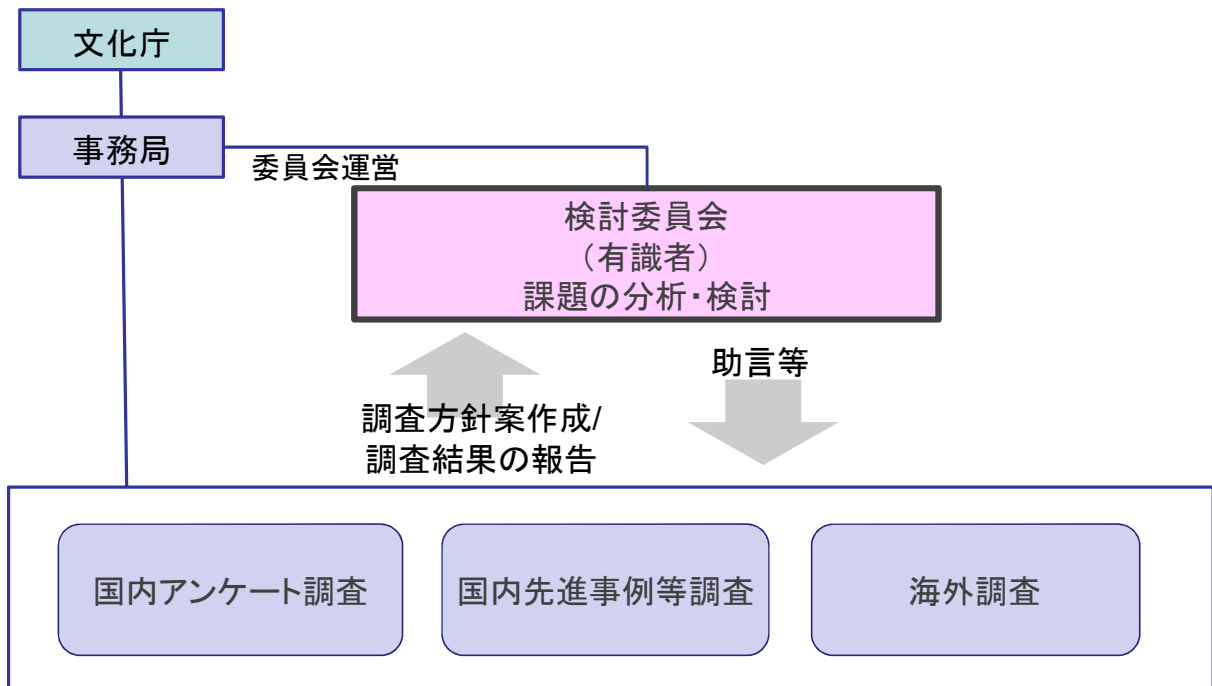 文化庁
事務局
委員会運営
検討委員会
（有識者）
課題の分析・検討
助言等
調査方針案作成/
調査結果の報告
国内アンケート調査
国内先進事例等調査
海外調査